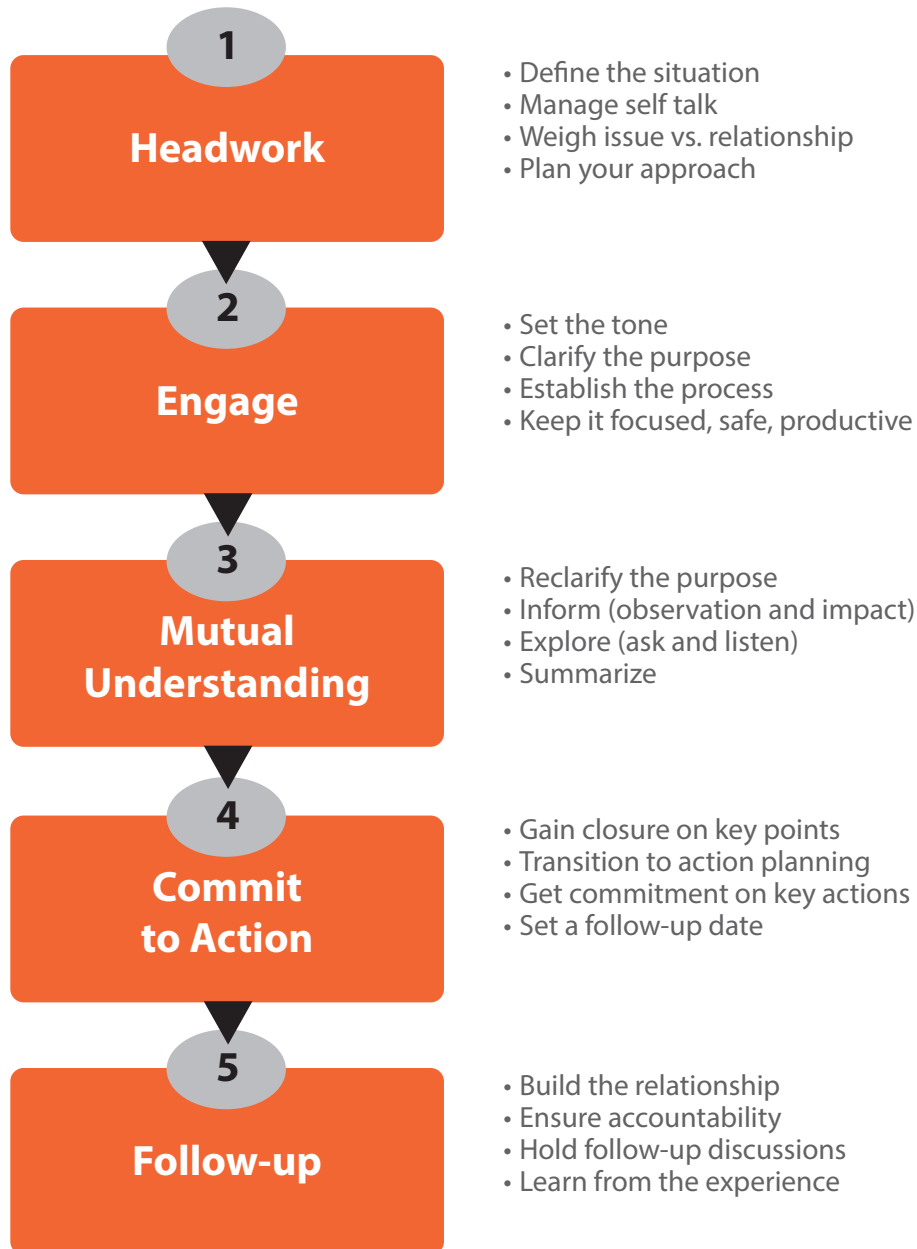 1
Headwork
• Define the situation
• Manage self talk
• Weigh issue vs. relationship
• Plan your approach
2
Engage
• Set the tone
• Clarify the purpose
• Establish the process
• Keep it focused, safe, productive
3
Mutual
Understanding
• Reclarify the purpose
• Inform (observation and impact)
• Explore (ask and listen)
• Summarize
4
Commit
to Action
• Gain closure on key points
• Transition to action planning
• Get commitment on key actions
• Set a follow-up date
5
Follow-up
• Build the relationship
• Ensure accountability
• Hold follow-up discussions
• Learn from the experience